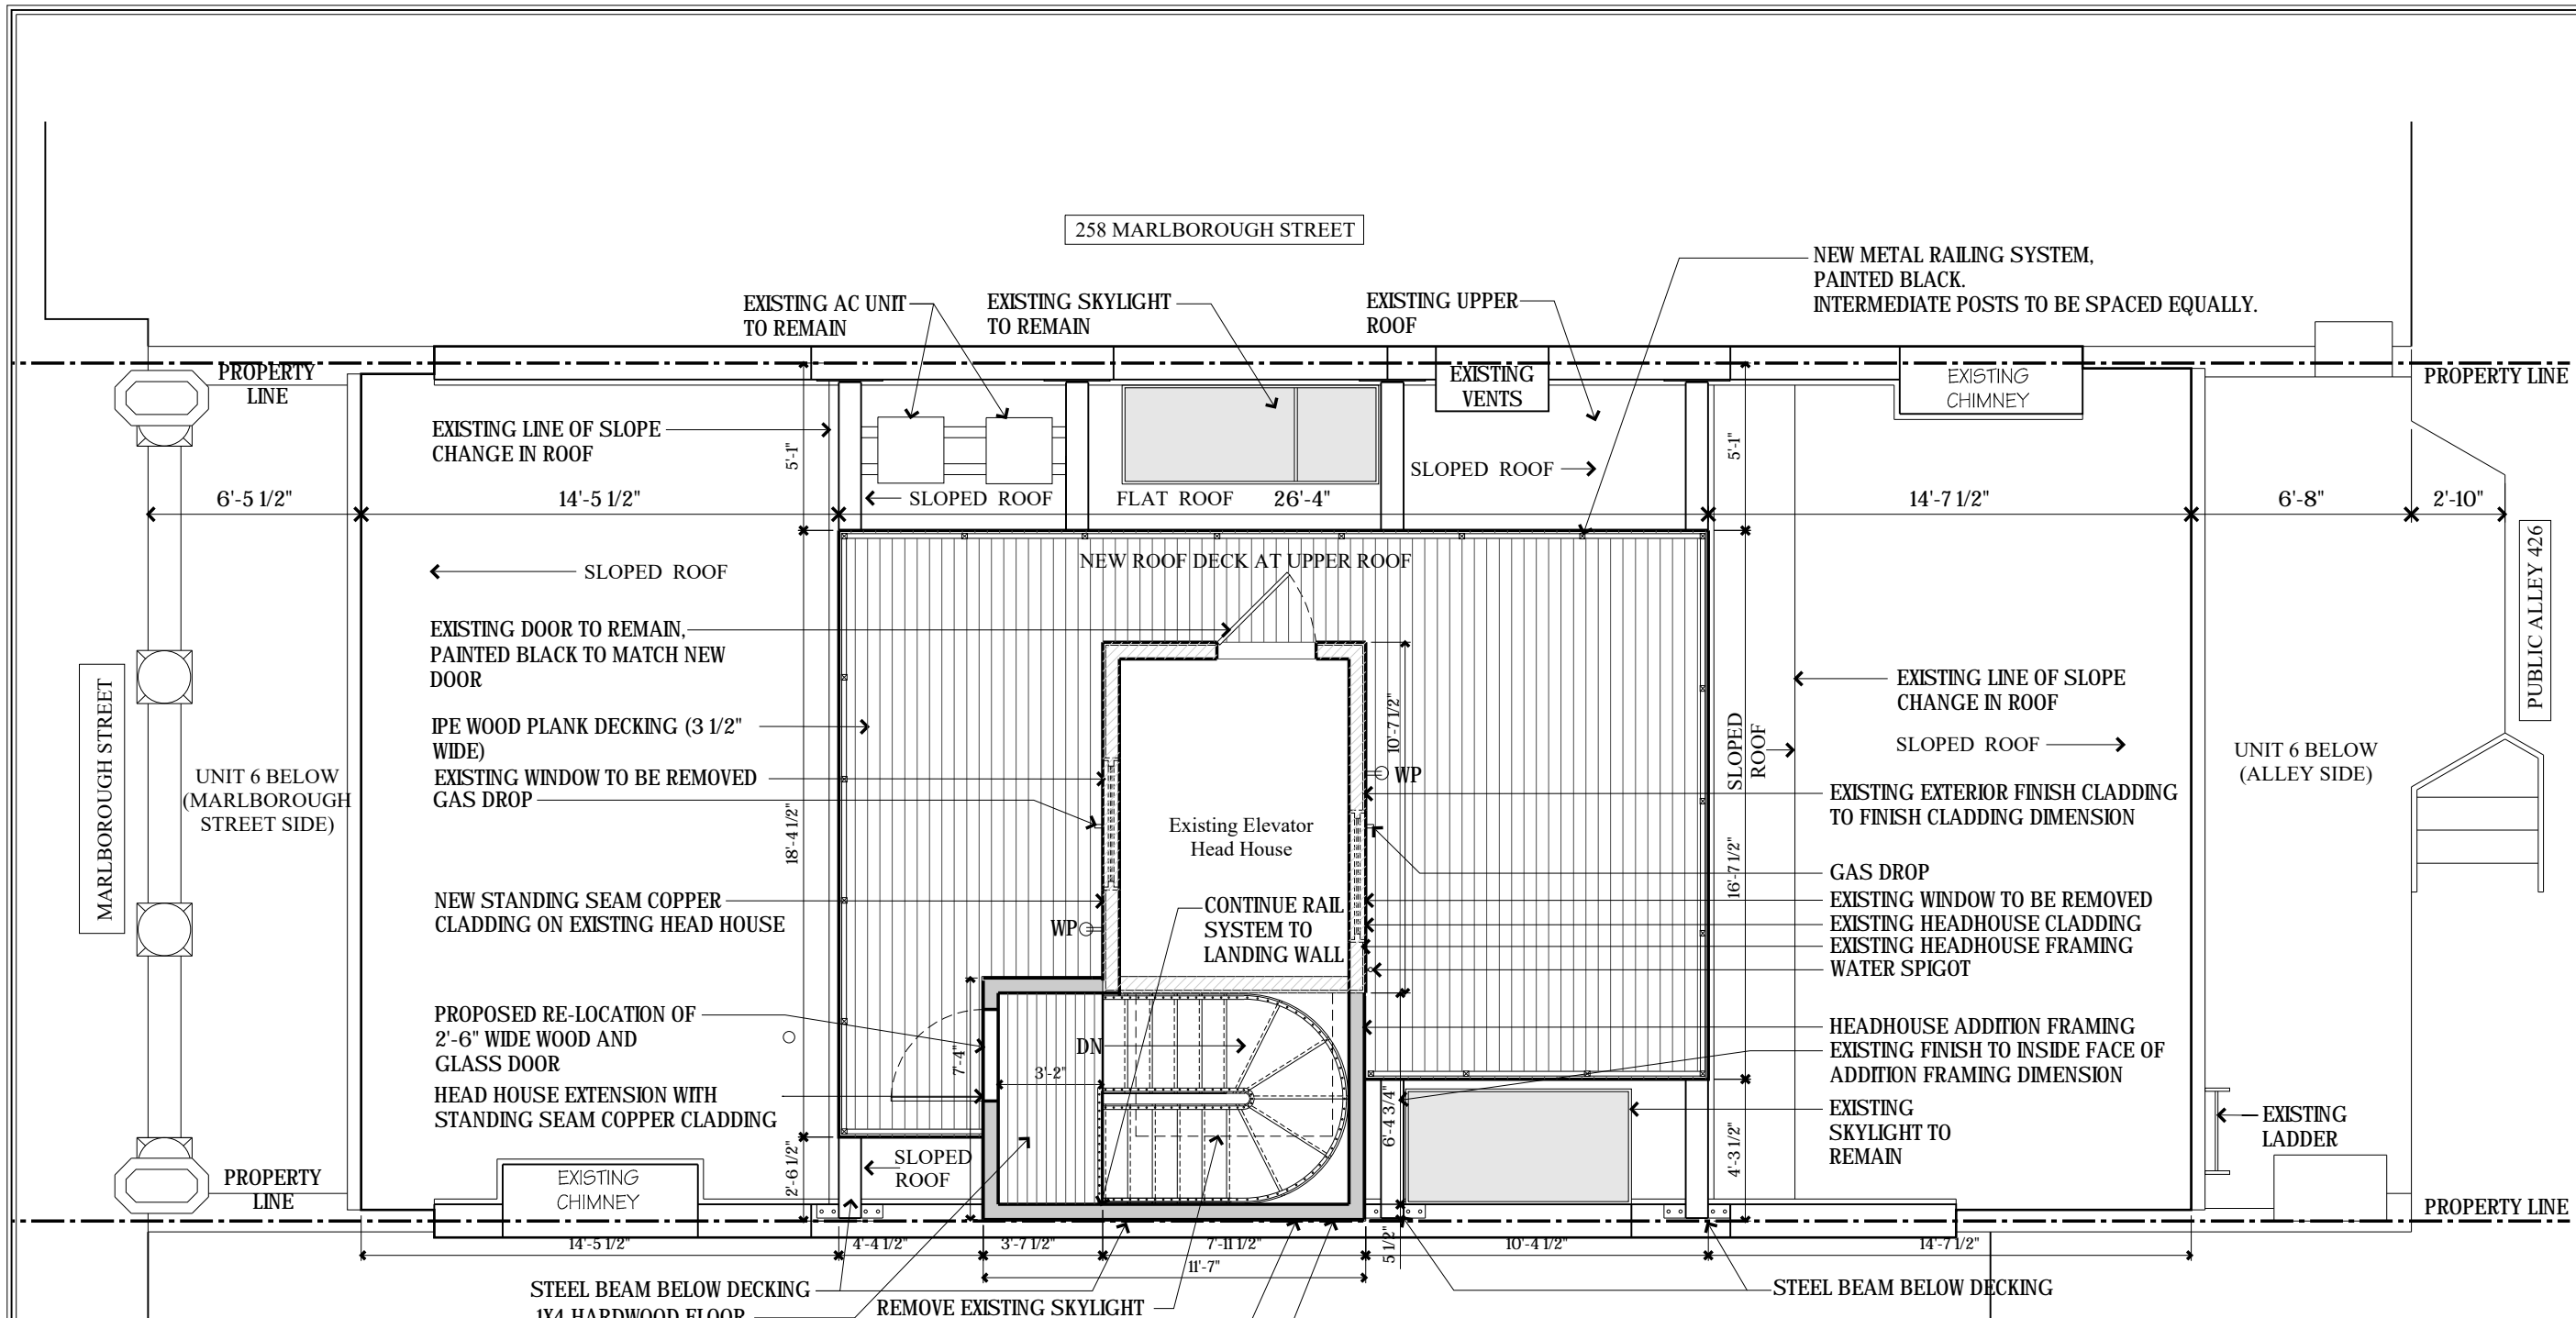 258 MARLBOROUGH STREET
NEW METAL RAILING SYSTEM,
PAINTED BLACK.
INTERMEDIATE POSTS TO BE SPACED EQUALLY.
EXISTING AC UNIT
TO REMAIN
EXISTING SKYLIGHT
TO REMAIN
EXISTING UPPER
ROOF
PROPERTY
LINE
EXISTING
VENTS
EXISTING
CHIMNEY
PROPERTY LINE
EXISTING LINE OF SLOPE
CHANGE IN ROOF
5'-1"
5'-1"
SLOPED ROOF
SLOPED ROOF
FLAT ROOF
6'-5 1/2"
14'-5 1/2"
26'-4"
14'-7 1/2"
6'-8"
2'-10"
PUBLIC ALLEY 426
SLOPED ROOF
NEW ROOF DECK AT UPPER ROOF
EXISTING DOOR TO REMAIN,
PAINTED BLACK TO MATCH NEW
DOOR
IPE WOOD PLANK DECKING (3 1/2"
WIDE)
EXISTING WINDOW TO BE REMOVED
GAS DROP
MARLBOROUGH STREET
UNIT 6 BELOW
(MARLBOROUGH
STREET SIDE)
18'-4 1/2"
10'-7 1/2"
WP
Existing Elevator
Head House
SLOPED
ROOF
16'-7 1/2"
EXISTING LINE OF SLOPE
CHANGE IN ROOF
SLOPED ROOF
UNIT 6 BELOW
(ALLEY SIDE)
EXISTING EXTERIOR FINISH CLADDING
TO FINISH CLADDING DIMENSION
GAS DROP
EXISTING WINDOW TO BE REMOVED
EXISTING HEADHOUSE CLADDING
EXISTING HEADHOUSE FRAMING
WATER SPIGOT
NEW STANDING SEAM COPPER
CLADDING ON EXISTING HEAD HOUSE
WP
CONTINUE RAIL
SYSTEM TO
LANDING WALL
PROPOSED RE-LOCATION OF
2'-6" WIDE WOOD AND
GLASS DOOR
HEAD HOUSE EXTENSION WITH
STANDING SEAM COPPER CLADDING
7'-4"
3'-2"
DN
HEADHOUSE ADDITION FRAMING
EXISTING FINISH TO INSIDE FACE OF
ADDITION FRAMING DIMENSION
EXISTING
SKYLIGHT TO
REMAIN
EXISTING
LADDER
6'-4 3/4"
4'-3 1/2"
2'-6 1/2"
SLOPED
ROOF
EXISTING
CHIMNEY
PROPERTY
LINE
PROPERTY LINE
14'-5 1/2"
4'-4 1/2"
3'-7 1/2"
7'-11 1/2"
5 1/2"
10'-4 1/2"
14'-7 1/2"
11'-7"
STEEL BEAM BELOW DECKING
STEEL BEAM BELOW DECKING
1X4 HARDWOOD FLOOR
REMOVE EXISTING SKYLIGHT